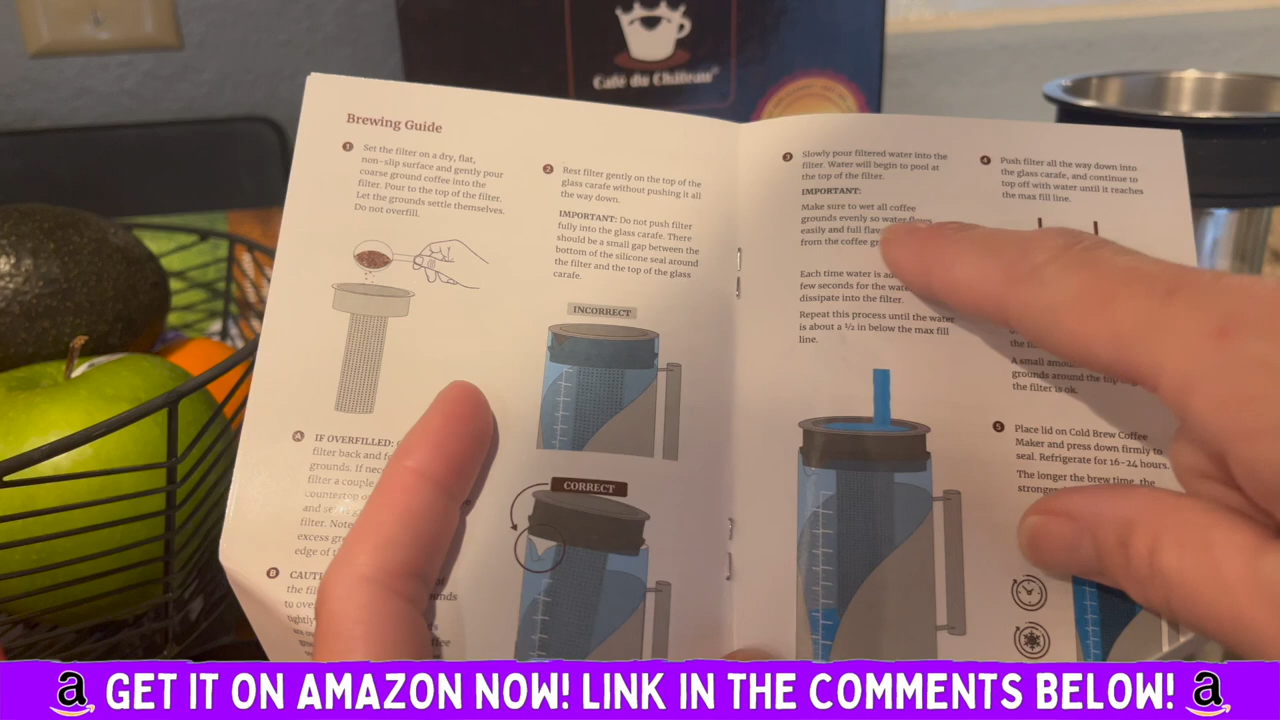 Café du Château
Brewing Guide
1
Set the filter on a dry, flat,
non-slip surface and gently pour
coarse ground coffee into the
filter. Pour to the top of the filter.
Let the grounds settle themselves.
Do not overfill.
A
IF OVERFILLED:
filter back and
grounds. If
filter a couple
countertop
and
filter. Note
excess
edge of
B
the
to
tightly
2
Rest filter gently on the top of the
glass carafe without pushing it all
the way down.
IMPORTANT: Do not push filter
fully into the glass carafe. There
should be a small gap between the
bottom of the silicone seal around
the filter and the top of the glass
carafe.
INCORRECT
CORRECT
3
Slowly pour filtered water into the
filter. Water will begin to pool at
the top of the filter.
IMPORTANT:
Make sure to wet all coffee
grounds evenly so water flows
easily and full
from the coffee
Each time water is
few seconds for the
dissipate into the filter.
Repeat this process until the water
is about a ½ in below the max fill
line.
4
Push filter all the way down into
the glass carafe, and continue to
top off with water until it reaches
the max fill line.
the
A small
grounds around the top
the filter is ok.
5
Place lid on Cold Brew Coffee
Maker and press down firmly to
seal. Refrigerate for 16-24 hours.
The longer the brew time, the
a GET IT ON AMAZON NOW! LINK IN THE COMMENTS BELOW! a